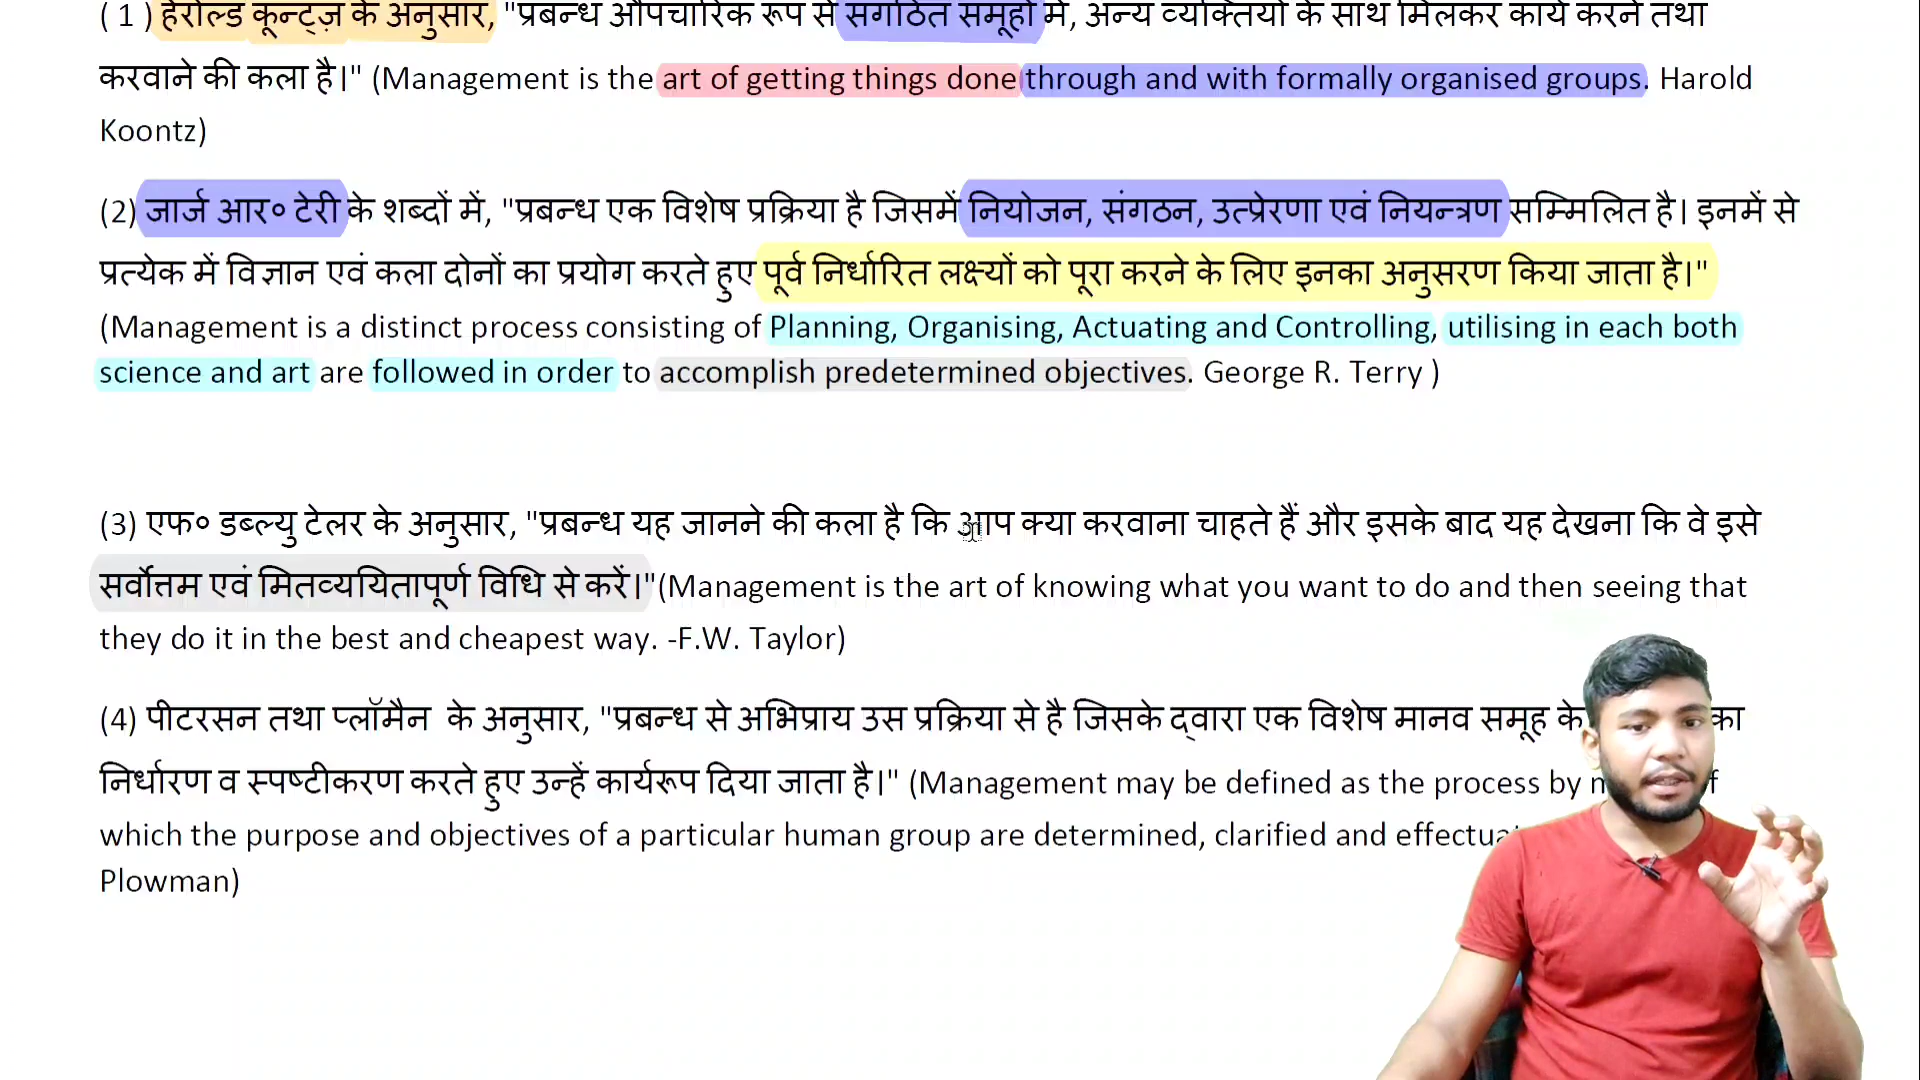 ( 1 ) हेरोल्ड कून्ट्ज़ के अनुसार, "प्रबन्ध औपचारिक रूप से संगठित समूहों में, अन्य व्यक्तियों के साथ मिलकर कार्य करने तथा
करवाने की कला है।" (Management is the art of getting things done through and with formally organised groups. Harold
Koontz)
(2) जार्ज आर० टेरी के शब्दों में, "प्रबन्ध एक विशेष प्रक्रिया है जिसमें नियोजन, संगठन, उत्प्रेरणा एवं नियन्त्रण सम्मिलित है। इनमें से
प्रत्येक में विज्ञान एवं कला दोनों का प्रयोग करते हुए पूर्व निर्धारित लक्ष्यों को पूरा करने के लिए इनका अनुसरण किया जाता है।"
(Management is a distinct process consisting of Planning, Organising, Actuating and Controlling, utilising in each both
science and art are followed in order to accomplish predetermined objectives. George R. Terry )
(3) एफ० डब्ल्यु टेलर के अनुसार, "प्रबन्ध यह जानने की कला है कि आप क्या करवाना चाहते हैं और इसके बाद यह देखना कि वे इसे
सर्वोत्तम एवं मितव्ययितापूर्ण विधि से करें।"(Management is the art of knowing what you want to do and then seeing that
they do it in the best and cheapest way. -F.W. Taylor)
(4) पीटरसन तथा प्लॉमैन के अनुसार, "प्रबन्ध से अभिप्राय उस प्रक्रिया से है जिसके द्वारा एक विशेष मानव समूह के का
निर्धारण व स्पष्टीकरण करते हुए उन्हें कार्यरूप दिया जाता है।" (Management may be defined as the process by
which the purpose and objectives of a particular human group are determined, clarified and
Plowman)